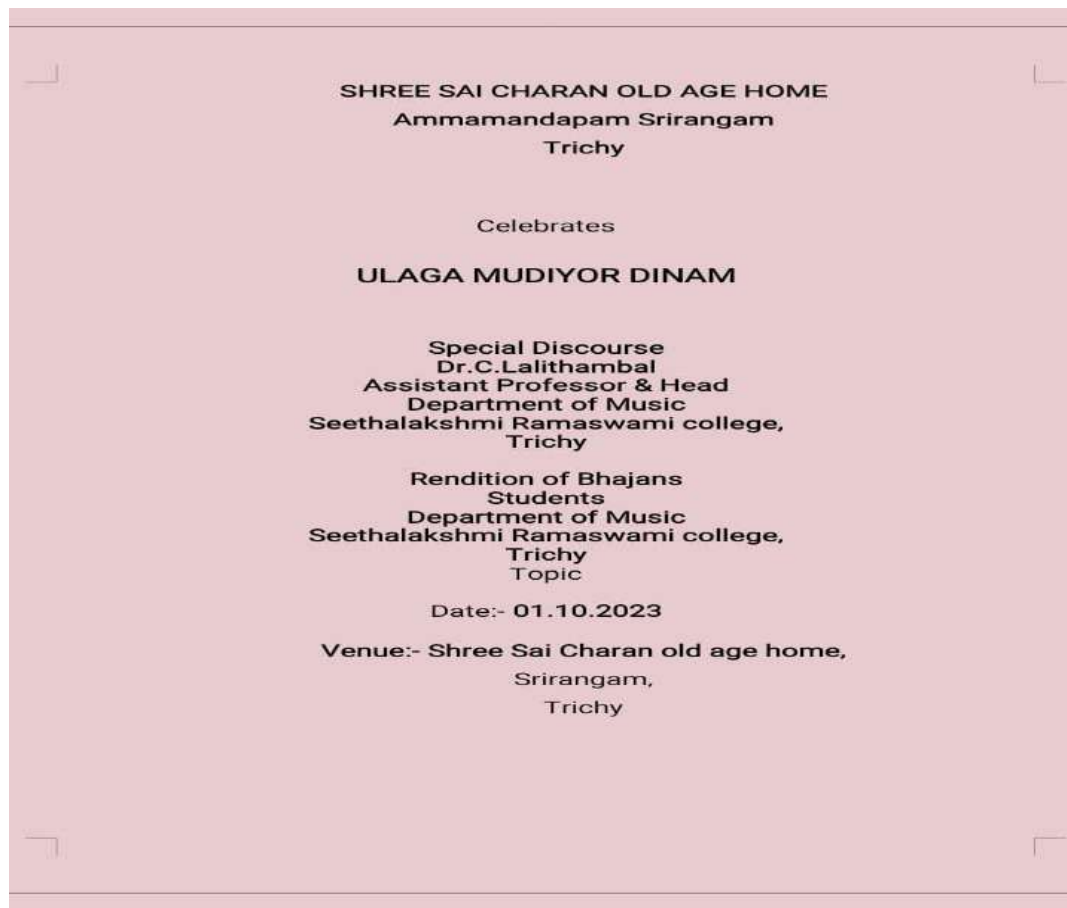 SHREE SAI CHARAN OLD AGE HOME
Ammamandapam Srirangam
Trichy
Celebrates
ULAGA MUDIYOR DINAM
Special Discourse
Dr.C.Lalithambal
Assistant Professor & Head
Department of Music
Seethalakshmi Ramaswami college,
Trichy
Rendition of Bhajans
Students
Department of Music
Seethalakshmi Ramaswami college,
Trichy
Topic
Date:- 01.10.2023
Venue:- Shree Sai Charan old age home,
Srirangam,
Trichy